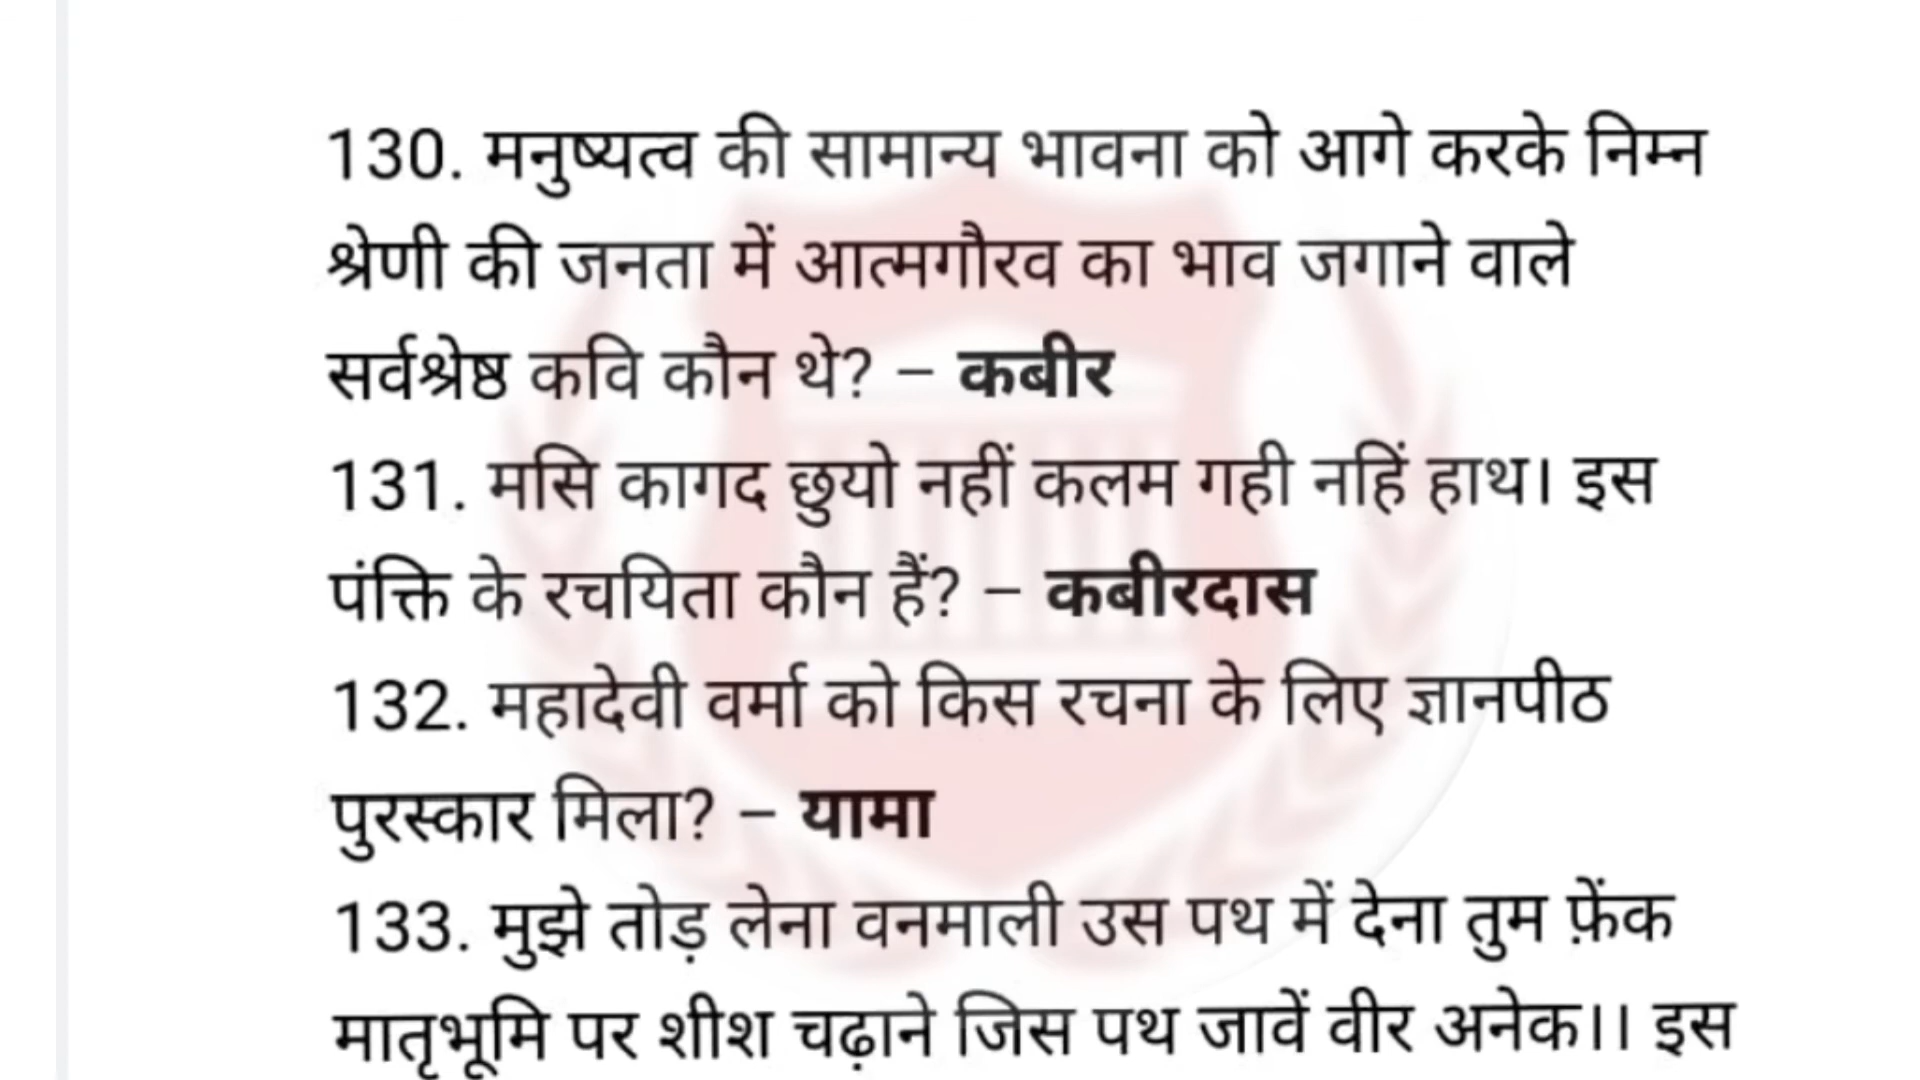 130. मनुष्यत्व की सामान्य भावना को आगे करके निम्न
श्रेणी की जनता में आत्मगौरव का भाव जगाने वाले
सर्वश्रेष्ठ कवि कौन थे? – कबीर
131. मसि कागद छुयो नहीं कलम गही नहिं हाथ। इस
पंक्ति के रचयिता कौन हैं? – कबीरदास
132. महादेवी वर्मा को किस रचना के लिए ज्ञानपीठ
पुरस्कार मिला? – यामा
133. मुझे तोड़ लेना वनमाली उस पथ में देना तुम फ़ेंक
मातृभूमि पर शीश चढ़ाने जिस पथ जावें वीर अनेक।। इस